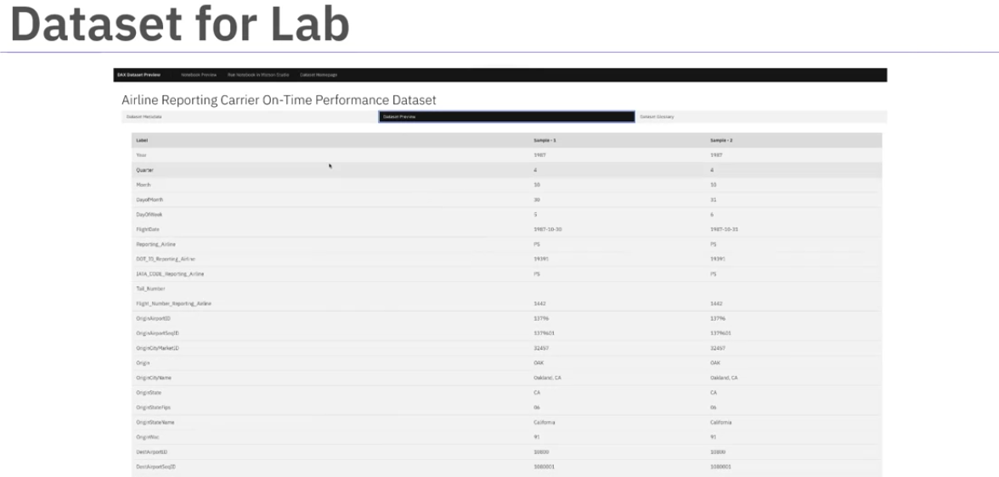 Dataset for Lab
DAX Dataset Preview Notebook Preview Run Notebook in Watson Studio Dataset Homepage
Airline Reporting Carrier On-Time Performance Dataset
Dataset Metadata Dataset Preview Dataset Glossary
Label Sample - 1 Sample - 2
Year 1987 1987
Quarter 4 4
Month 10 10
DayofMonth 30 31
DayOfWeek 5 6
FlightDate 1987-10-30 1987-10-31
Reporting_Airline PS PS
DOT_ID_Reporting_Airline 19391 19391
IATA_CODE_Reporting_Airline PS PS
Tail_Number
Flight_Number_Reporting_Airline 1442 1442
OriginAirportID 13796 13796
OriginAirportSeqID 1379601 1379601
OriginCityMarketID 32457 32457
Origin OAK OAK
OriginCityName Oakland, CA Oakland, CA
OriginState CA CA
OriginStateFips 06 06
OriginStateName California California
OriginWac 91 91
DestAirportID 10800 10800
DestAirportSeqID 1080001 1080001